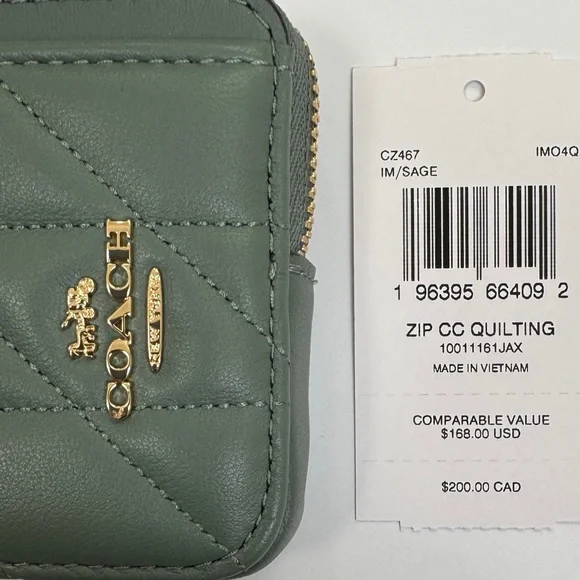 COACH
NEW YORK
CZ467 IMO4Q
IM/SAGE
1 96395 66409 2
ZIP CC QUILTING
10011161JAX
MADE IN VIETNAM
COMPARABLE VALUE
$168.00 USD
$200.00 CAD